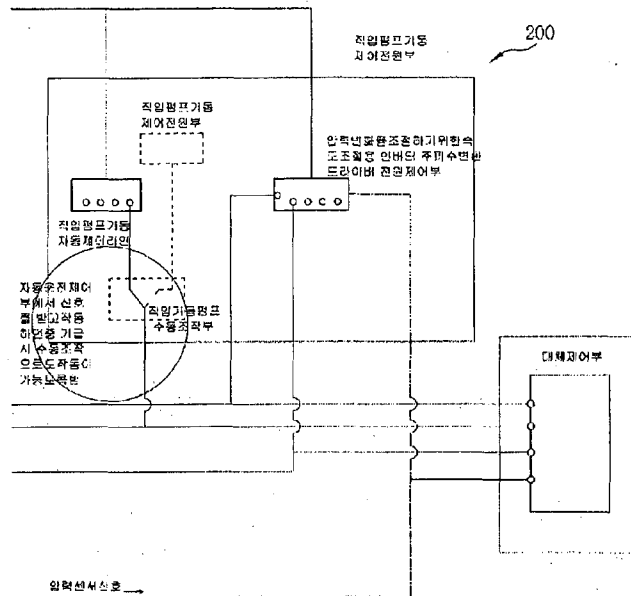 200
직입펌프기동
제어전원부
직입펌프기동
제어전원부
압력변화를조절하기위한속
도조절용 인버터 주파수변환
드라이버 전원제어부
직입펌프기동
자동제어라인
자동운전제어
부에서 신호
를 받고작동
하던중 기급
시 수동조작
으로도작동이
가능도록한
직입기동펌프
수동조작부
대체제어부
압력센서신호